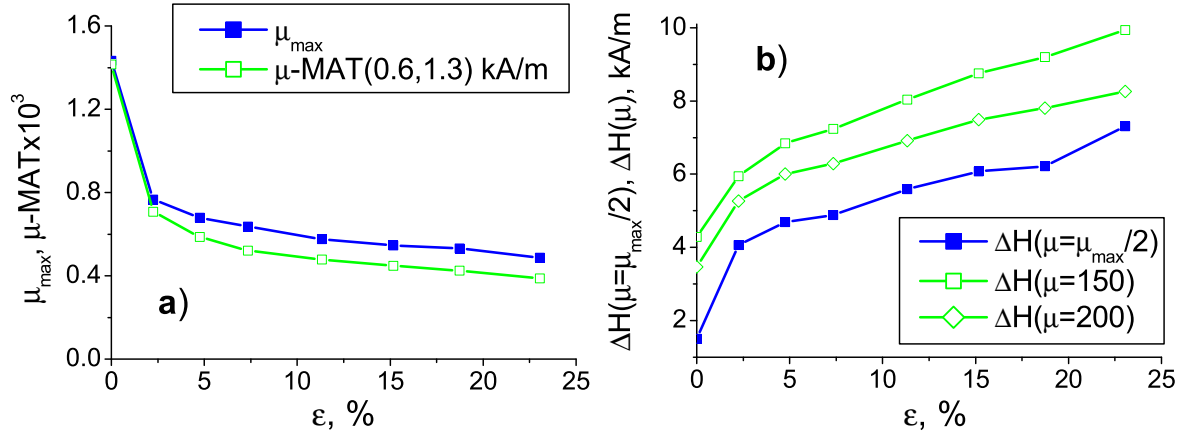 μmax, μ-MATx10³
1.6
1.2
0.8
0.4
0.0
μmax
μ-MAT(0.6,1.3) kA/m
a)
0 5 10 15 20 25
ε, %
ΔH(μ=μmax/2), ΔH(μ), kA/m
10
8
6
4
2
b)
ΔH(μ=μmax/2)
ΔH(μ=150)
ΔH(μ=200)
0 5 10 15 20 25
ε, %